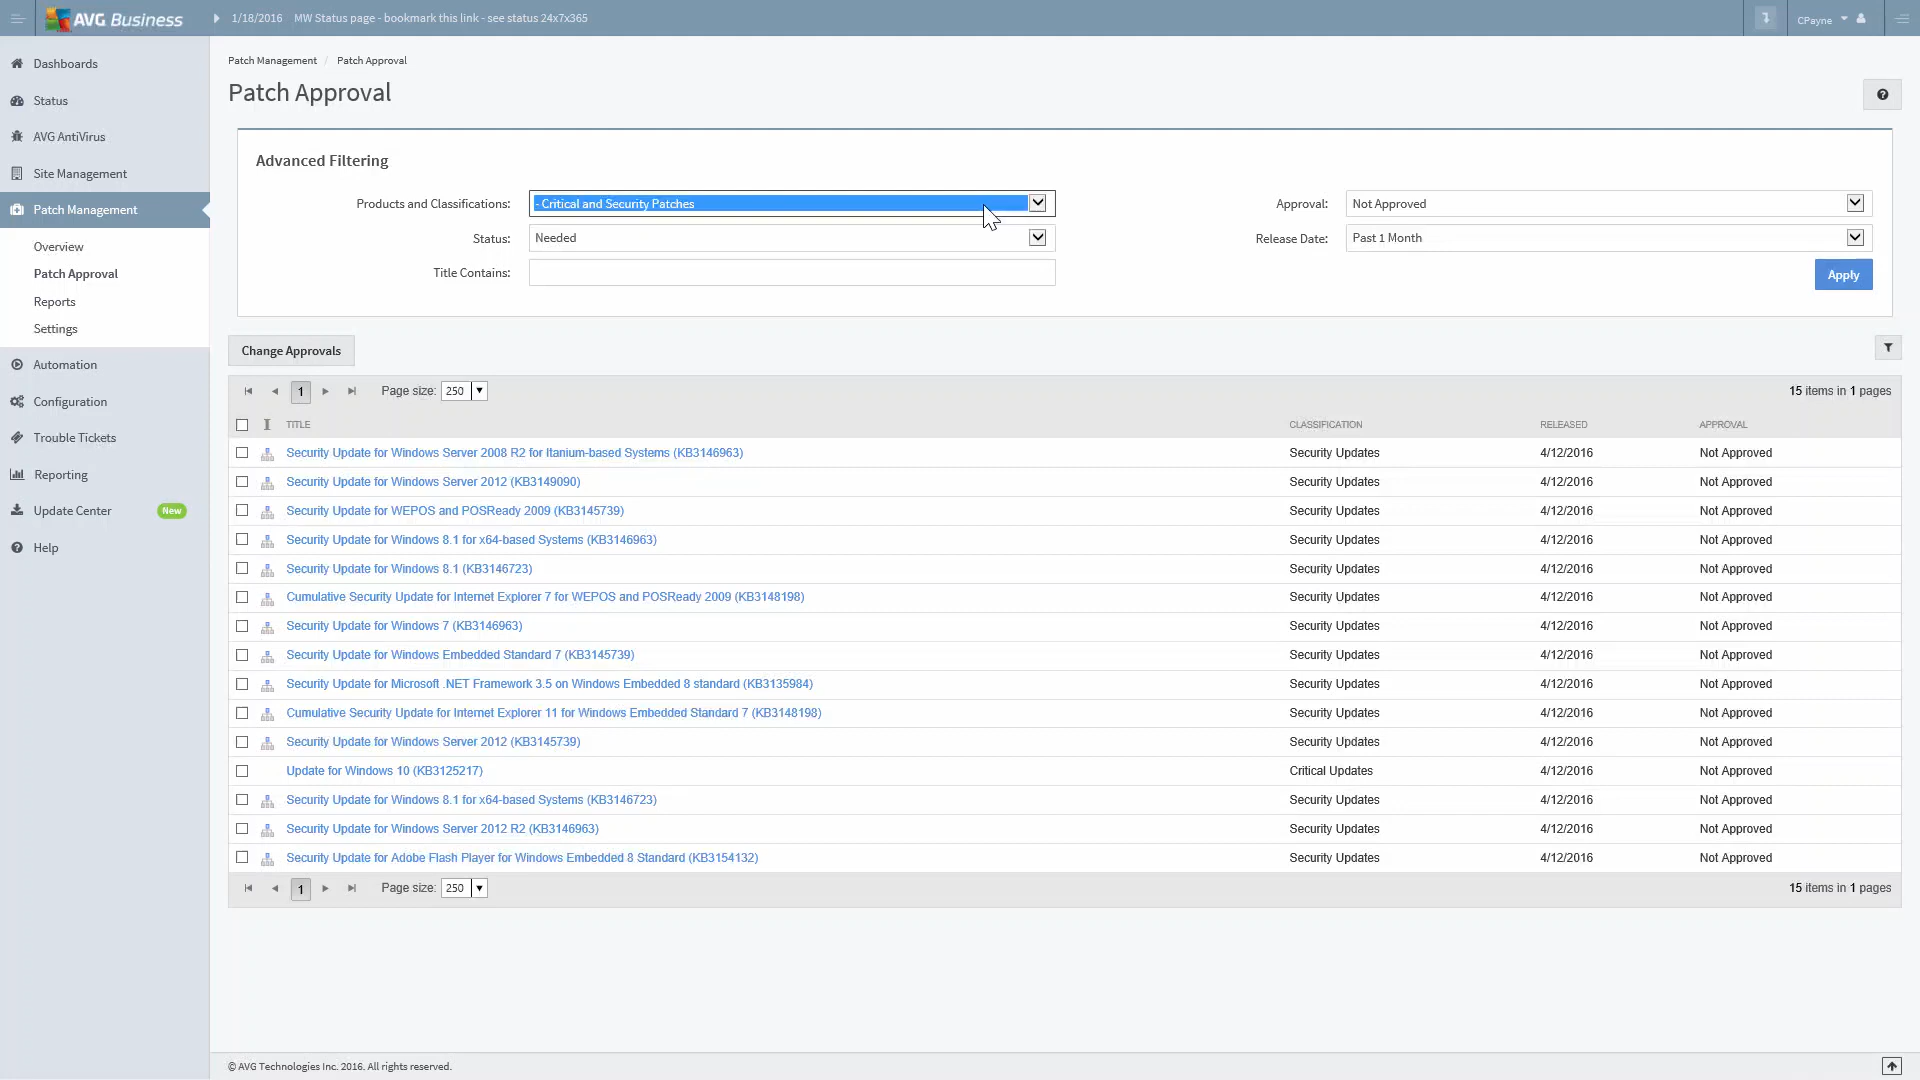 AVG Business
1/18/2016 MW Status page - bookmark this link - see status 24x7x365
CPayne
Dashboards
Status
AVG AntiVirus
Site Management
Patch Management
Overview
Patch Approval
Reports
Settings
Automation
Configuration
Trouble Tickets
Reporting
Update Center New
Help
Patch Management / Patch Approval
Patch Approval
Advanced Filtering
Products and Classifications: - Critical and Security Patches
Approval: Not Approved
Status: Needed
Release Date: Past 1 Month
Title Contains:
Apply
Change Approvals
1 Page size: 250 15 items in 1 pages
TITLE CLASSIFICATION RELEASED APPROVAL
Security Update for Windows Server 2008 R2 for Itanium-based Systems (KB3146963) Security Updates 4/12/2016 Not Approved
Security Update for Windows Server 2012 (KB3149090) Security Updates 4/12/2016 Not Approved
Security Update for WEPOS and POSReady 2009 (KB3145739) Security Updates 4/12/2016 Not Approved
Security Update for Windows 8.1 for x64-based Systems (KB3146963) Security Updates 4/12/2016 Not Approved
Security Update for Windows 8.1 (KB3146723) Security Updates 4/12/2016 Not Approved
Cumulative Security Update for Internet Explorer 7 for WEPOS and POSReady 2009 (KB3148198) Security Updates 4/12/2016 Not Approved
Security Update for Windows 7 (KB3146963) Security Updates 4/12/2016 Not Approved
Security Update for Windows Embedded Standard 7 (KB3145739) Security Updates 4/12/2016 Not Approved
Security Update for Microsoft .NET Framework 3.5 on Windows Embedded 8 standard (KB3135984) Security Updates 4/12/2016 Not Approved
Cumulative Security Update for Internet Explorer 11 for Windows Embedded Standard 7 (KB3148198) Security Updates 4/12/2016 Not Approved
Security Update for Windows Server 2012 (KB3145739) Security Updates 4/12/2016 Not Approved
Update for Windows 10 (KB3125217) Critical Updates 4/12/2016 Not Approved
Security Update for Windows 8.1 for x64-based Systems (KB3146723) Security Updates 4/12/2016 Not Approved
Security Update for Windows Server 2012 R2 (KB3146963) Security Updates 4/12/2016 Not Approved
Security Update for Adobe Flash Player for Windows Embedded 8 Standard (KB3154132) Security Updates 4/12/2016 Not Approved
1 Page size: 250 15 items in 1 pages
© AVG Technologies Inc. 2016. All rights reserved.